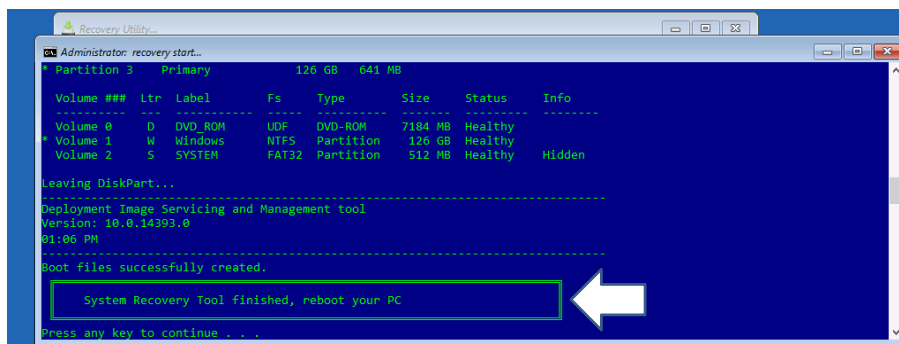 Recovery Utility...
Administrator: recovery start...
* Partition 3    Primary            126 GB   641 MB
Volume ###  Ltr  Label        Fs     Type        Size     Status     Info
----------  ---  -----------  -----  ----------  -------  ---------  --------
Volume 0     D   DVD_ROM      UDF    DVD-ROM     7184 MB  Healthy
* Volume 1     W   Windows      NTFS   Partition    126 GB  Healthy
Volume 2     S   SYSTEM       FAT32  Partition    512 MB  Healthy    Hidden
Leaving DiskPart...
--------------------------------------------------------------------------------
Deployment Image Servicing and Management tool
Version: 10.0.14393.0
01:06 PM
--------------------------------------------------------------------------------
Boot files successfully created.
System Recovery Tool finished, reboot your PC
Press any key to continue . . .